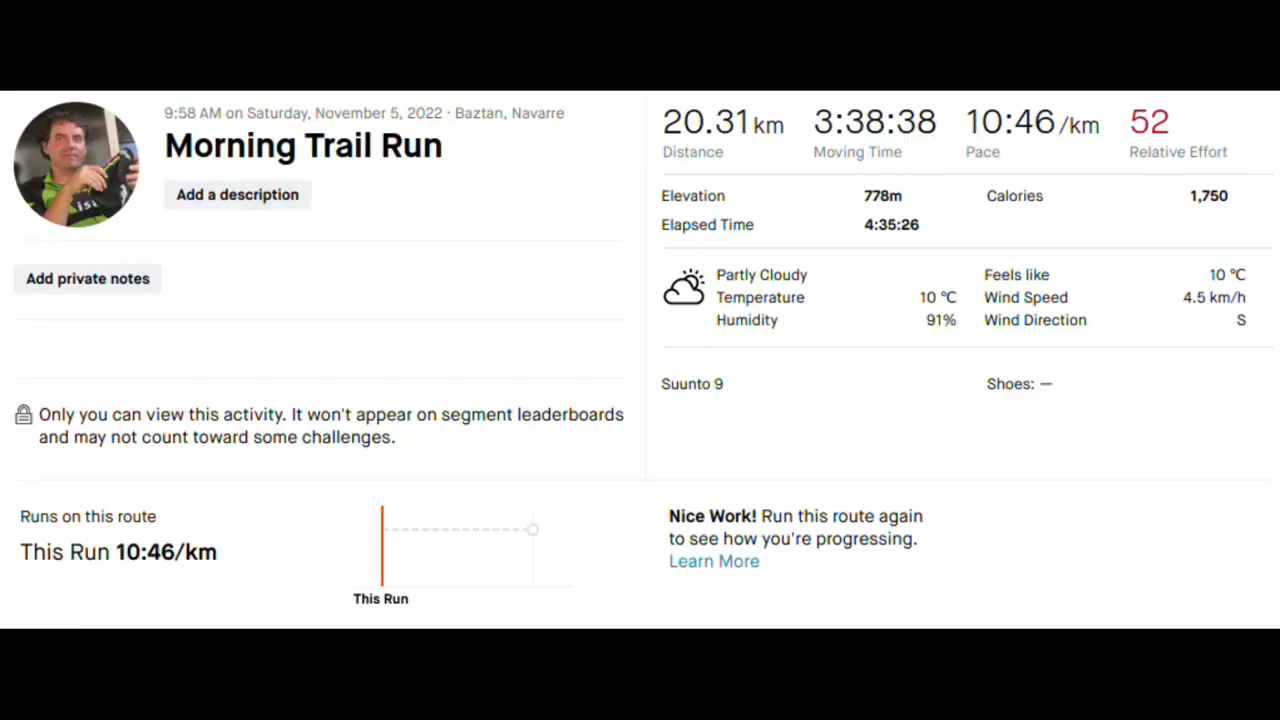 9:58 AM on Saturday, November 5, 2022 · Baztan, Navarre
Morning Trail Run
Add a description
Add private notes
Only you can view this activity. It won't appear on segment leaderboards
and may not count toward some challenges.
20.31 km 3:38:38 10:46 /km 52
Distance Moving Time Pace Relative Effort
Elevation 778m Calories 1,750
Elapsed Time 4:35:26
Partly Cloudy Feels like 10 ℃
Temperature 10 ℃ Wind Speed 4.5 km/h
Humidity 91% Wind Direction S
Suunto 9 Shoes: —
Runs on this route
This Run 10:46/km
This Run
Nice Work! Run this route again
to see how you're progressing.
Learn More